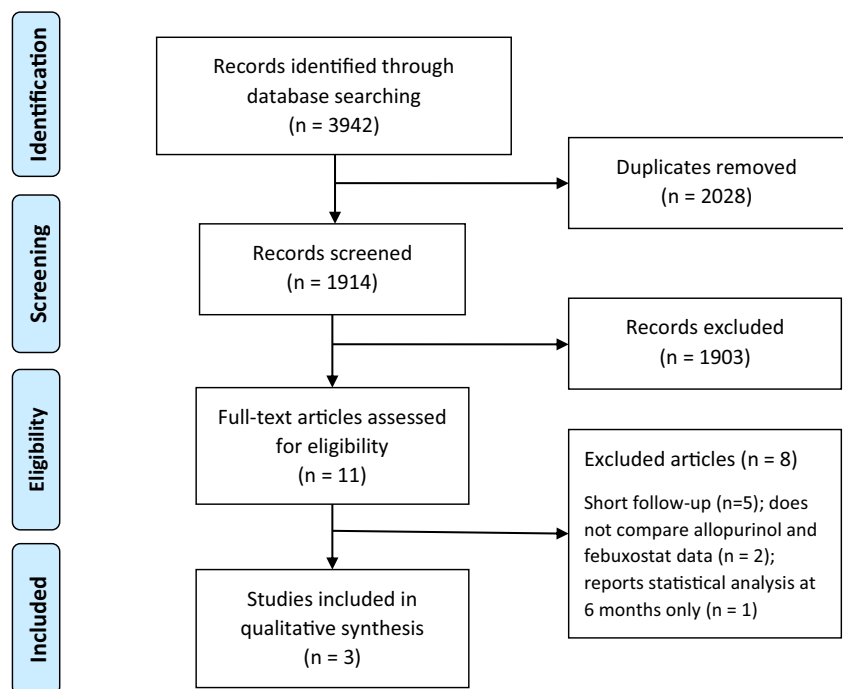 Identification
Records identified through
database searching
(n = 3942)
Duplicates removed
(n = 2028)
Screening
Records screened
(n = 1914)
Records excluded
(n = 1903)
Eligibility
Full-text articles assessed
for eligibility
(n = 11)
Excluded articles (n = 8)
Short follow-up (n=5); does
not compare allopurinol and
febuxostat data (n = 2);
reports statistical analysis at
6 months only (n = 1)
Included
Studies included in
qualitative synthesis
(n = 3)